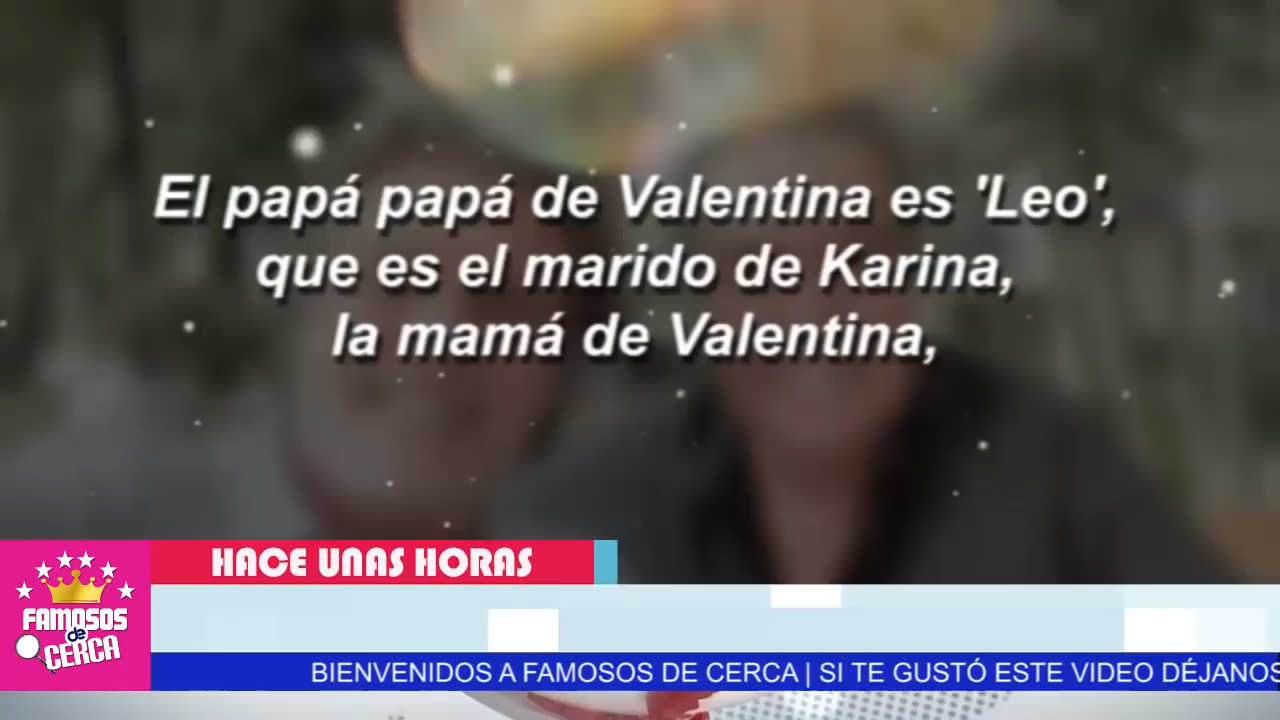 El papá papá de Valentina es 'Leo',
que es el marido de Karina,
la mamá de Valentina,
HACE UNAS HORAS
FAMOSOS
de
CERCA
BIENVENIDOS A FAMOSOS DE CERCA | SI TE GUSTÓ ESTE VIDEO DÉJANOS